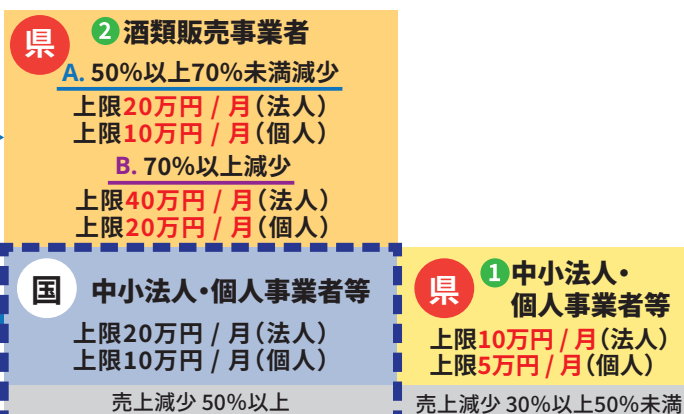 県
2 酒類販売事業者
A. 50%以上70%未満減少
上限20万円 / 月(法人)
上限10万円 / 月(個人)
B. 70%以上減少
上限40万円 / 月(法人)
上限20万円 / 月(個人)
国
中小法人・個人事業者等
上限20万円 / 月(法人)
上限10万円 / 月(個人)
売上減少 50%以上
県
1 中小法人・
個人事業者等
上限10万円 / 月(法人)
上限5万円 / 月(個人)
売上減少 30%以上50%未満